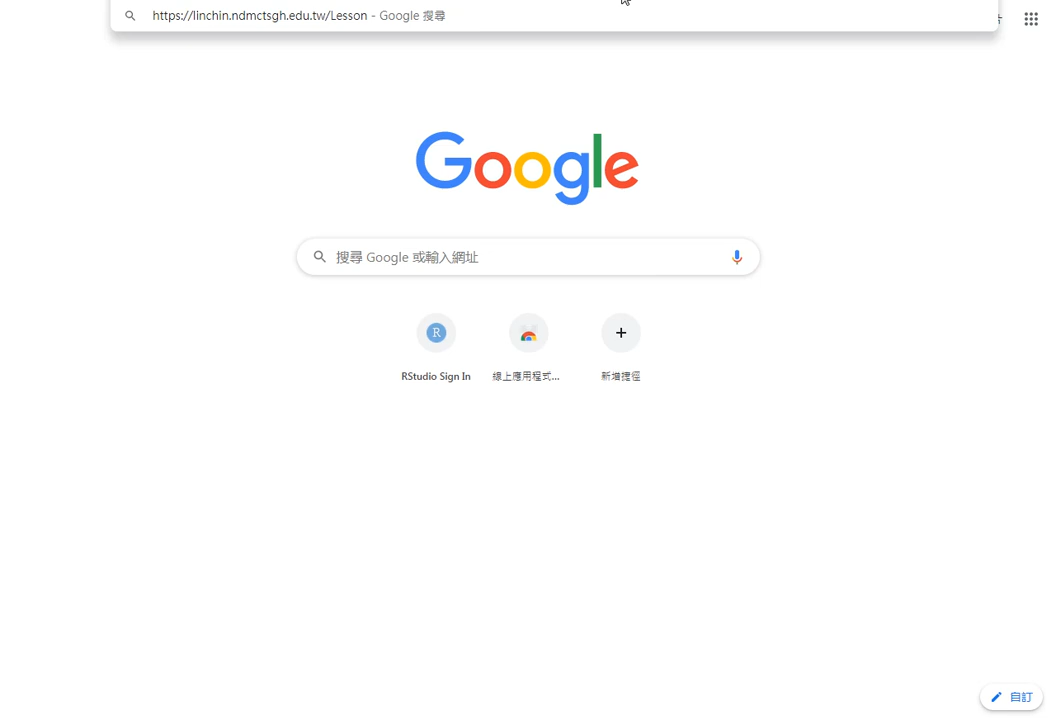 https://linchin.ndmctsgh.edu.tw/Lesson - Google 搜尋
Google
搜尋 Google 或輸入網址
R
RStudio Sign In
線上應用程式...
新增捷徑
自訂